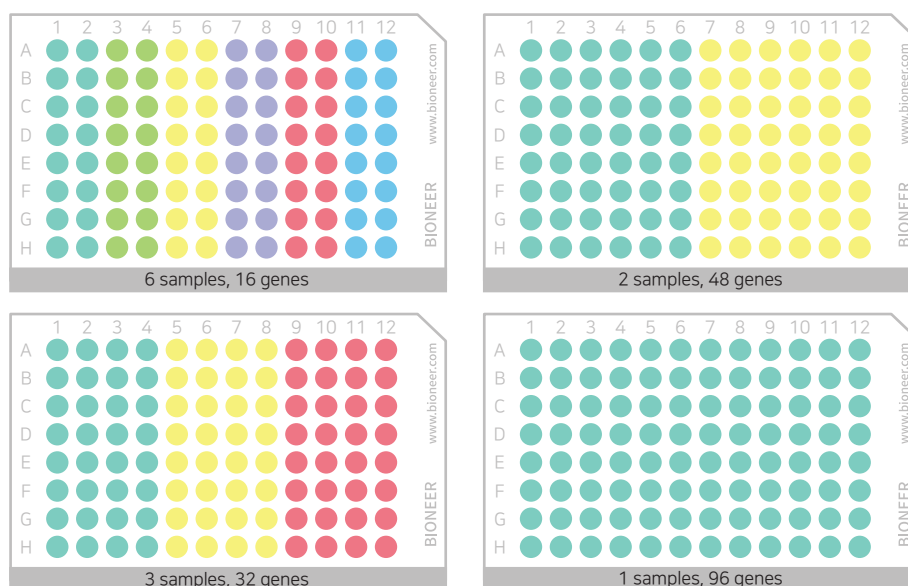 1 2 3 4 5 6 7 8 9 10 11 12
A
B
C
D
E
F
G
H
www.bioneer.com
BIONEER
6 samples, 16 genes
1 2 3 4 5 6 7 8 9 10 11 12
A
B
C
D
E
F
G
H
www.bioneer.com
BIONEER
2 samples, 48 genes
1 2 3 4 5 6 7 8 9 10 11 12
A
B
C
D
E
F
G
H
www.bioneer.com
BIONEER
3 samples, 32 genes
1 2 3 4 5 6 7 8 9 10 11 12
A
B
C
D
E
F
G
H
www.bioneer.com
BIONEER
1 samples, 96 genes